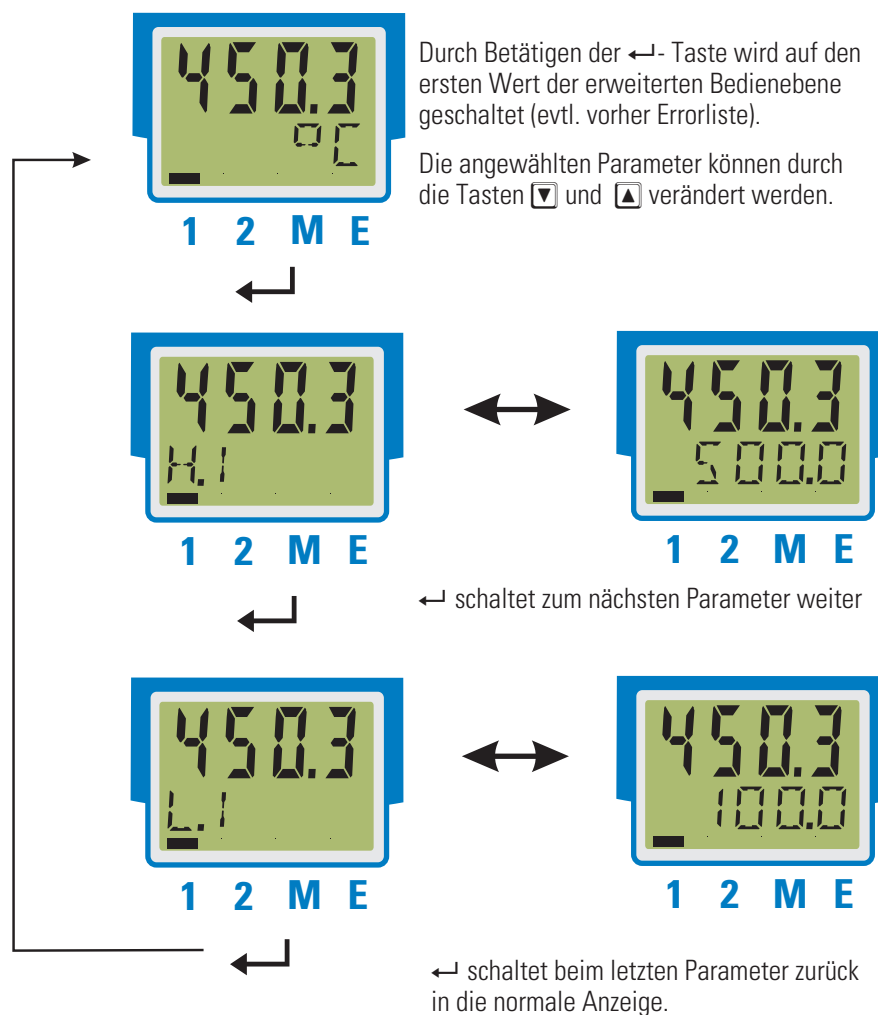 450.3
°C
1 2 M E
Durch Betätigen der ↵- Taste wird auf den
ersten Wert der erweiterten Bedienebene
geschaltet (evtl. vorher Errorliste).
Die angewählten Parameter können durch
die Tasten ▼ und ▲ verändert werden.
450.3
H.1
1 2 M E
450.3
500.0
1 2 M E
↵ schaltet zum nächsten Parameter weiter
450.3
L.1
1 2 M E
450.3
100.0
1 2 M E
↵ schaltet beim letzten Parameter zurück
in die normale Anzeige.